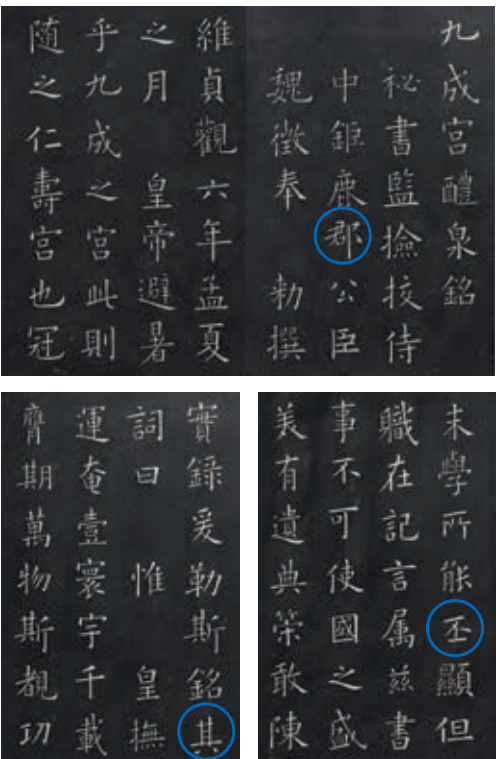 九成宮醴泉銘
祕書監撿挍侍
中鉅鹿郡公臣
魏徵奉 勑撰
維貞觀六年孟夏
之月 皇帝避暑
乎九成之宮此則
隨之仁壽宮也冠
末學所能丕顯但
職在記言属茲書
事不可使國之盛
美有遺典策敢陳
實錄爰勒斯銘其
詞曰 惟 皇撫
運奄壹寰宇千載
膺期萬物斯覩功